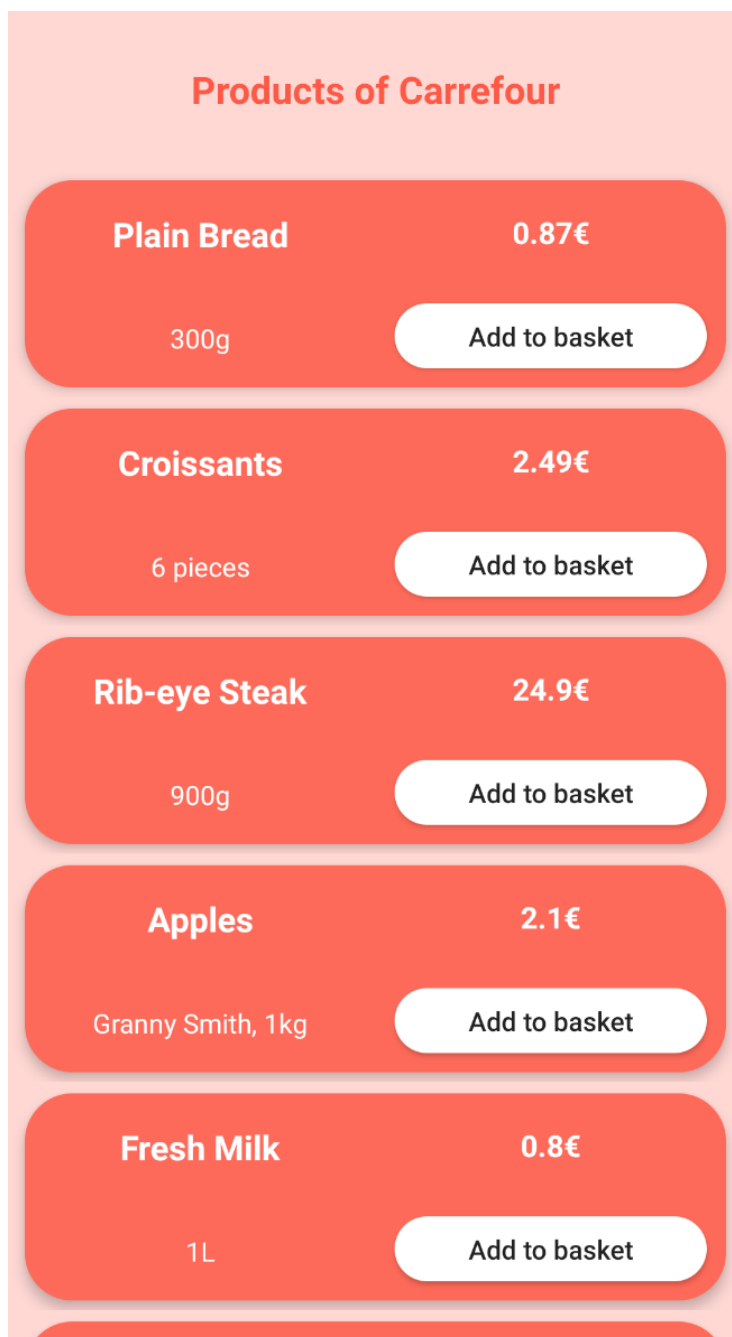 Products of Carrefour
Plain Bread
0.87€
300g
Add to basket
Croissants
2.49€
6 pieces
Add to basket
Rib-eye Steak
24.9€
900g
Add to basket
Apples
2.1€
Granny Smith, 1kg
Add to basket
Fresh Milk
0.8€
1L
Add to basket